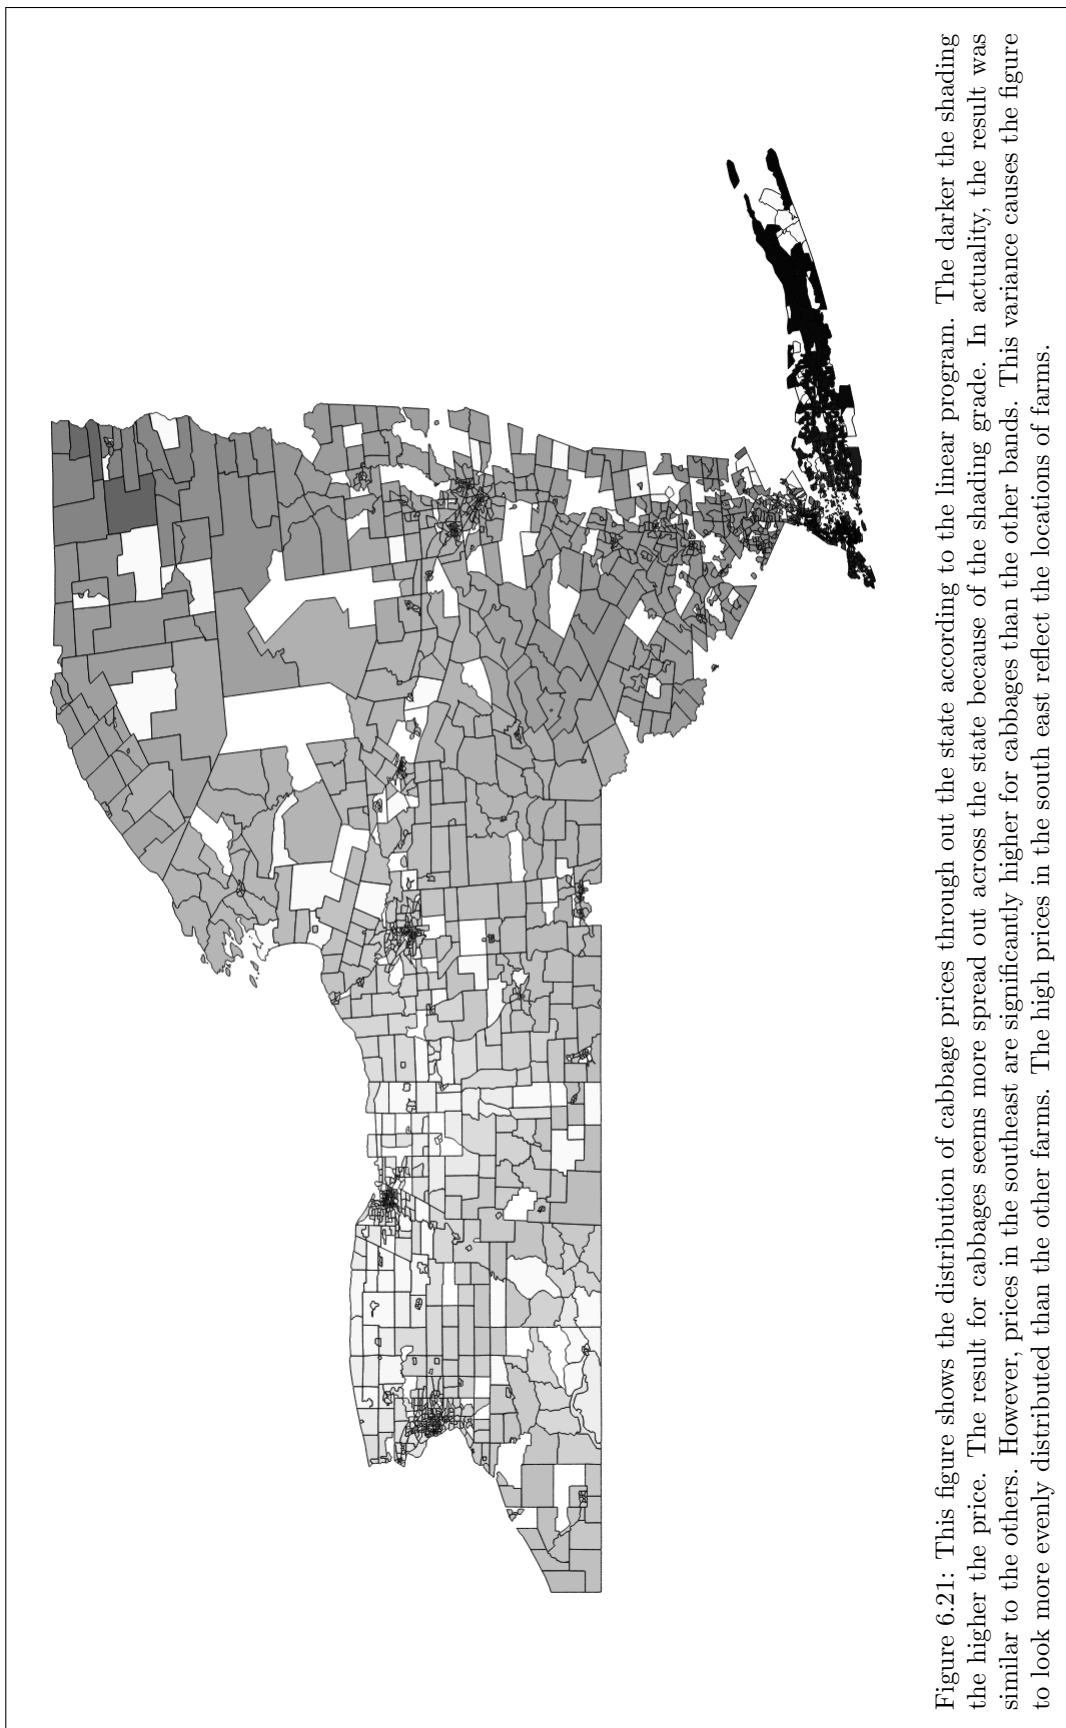 Figure 6.21: This figure shows the distribution of cabbage prices through out the state according to the linear program. The darker the shading
the higher the price. The result for cabbages seems more spread out across the state because of the shading grade. In actuality, the result was
similar to the others. However, prices in the southeast are significantly higher for cabbages than the other bands. This variance causes the figure
to look more evenly distributed than the other farms. The high prices in the south east reflect the locations of farms.